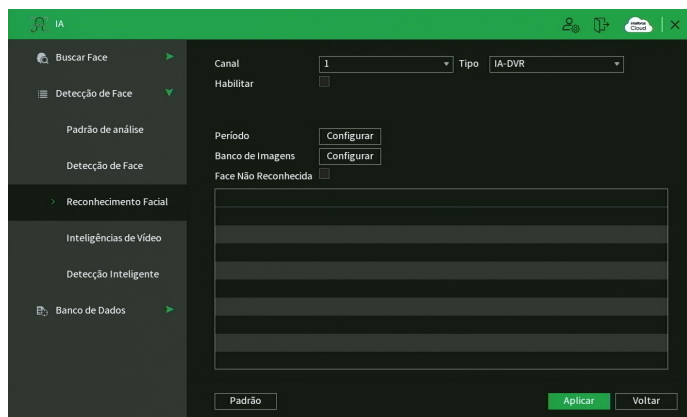 IA
intelbras
Cloud
Buscar Face
Detecção de Face
Padrão de análise
Detecção de Face
Reconhecimento Facial
Inteligências de Vídeo
Detecção Inteligente
Banco de Dados
Canal 1 Tipo IA-DVR
Habilitar
Período Configurar
Banco de Imagens Configurar
Face Não Reconhecida
Padrão Aplicar Voltar